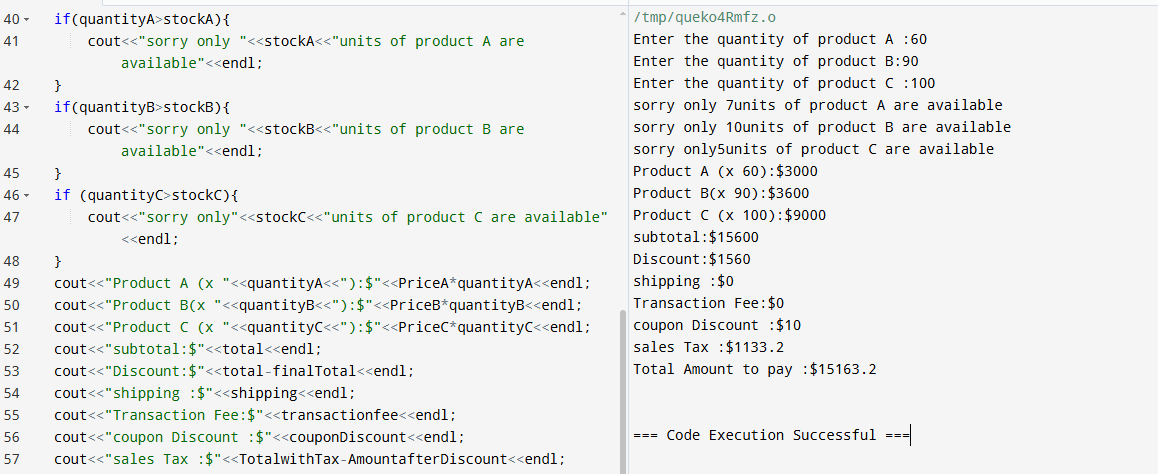 40 if(quantityA>stockA){
41 cout<<"sorry only "<<stockA<<"units of product A are
available"<<endl;
42 }
43 if(quantityB>stockB){
44 cout<<"sorry only "<<stockB<<"units of product B are
available"<<endl;
45 }
46 if (quantityC>stockC){
47 cout<<"sorry only"<<stockC<<"units of product C are available"
<<endl;
48 }
49 cout<<"Product A (x "<<quantityA<<"):$"<<PriceA*quantityA<<endl;
50 cout<<"Product B(x "<<quantityB<<"):$"<<PriceB*quantityB<<endl;
51 cout<<"Product C (x "<<quantityC<<"):$"<<PriceC*quantityC<<endl;
52 cout<<"subtotal:$"<<total<<endl;
53 cout<<"Discount:$"<<total-finalTotal<<endl;
54 cout<<"shipping :$"<<shipping<<endl;
55 cout<<"Transaction Fee:$"<<transactionfee<<endl;
56 cout<<"coupon Discount :$"<<couponDiscount<<endl;
57 cout<<"sales Tax :$"<<TotalwithTax-AmountafterDiscount<<endl;
/tmp/queko4Rmfz.o
Enter the quantity of product A :60
Enter the quantity of product B:90
Enter the quantity of product C :100
sorry only 7units of product A are available
sorry only 10units of product B are available
sorry only5units of product C are available
Product A (x 60):$3000
Product B(x 90):$3600
Product C (x 100):$9000
subtotal:$15600
Discount:$1560
shipping :$0
Transaction Fee:$0
coupon Discount :$10
sales Tax :$1133.2
Total Amount to pay :$15163.2
=== Code Execution Successful ===